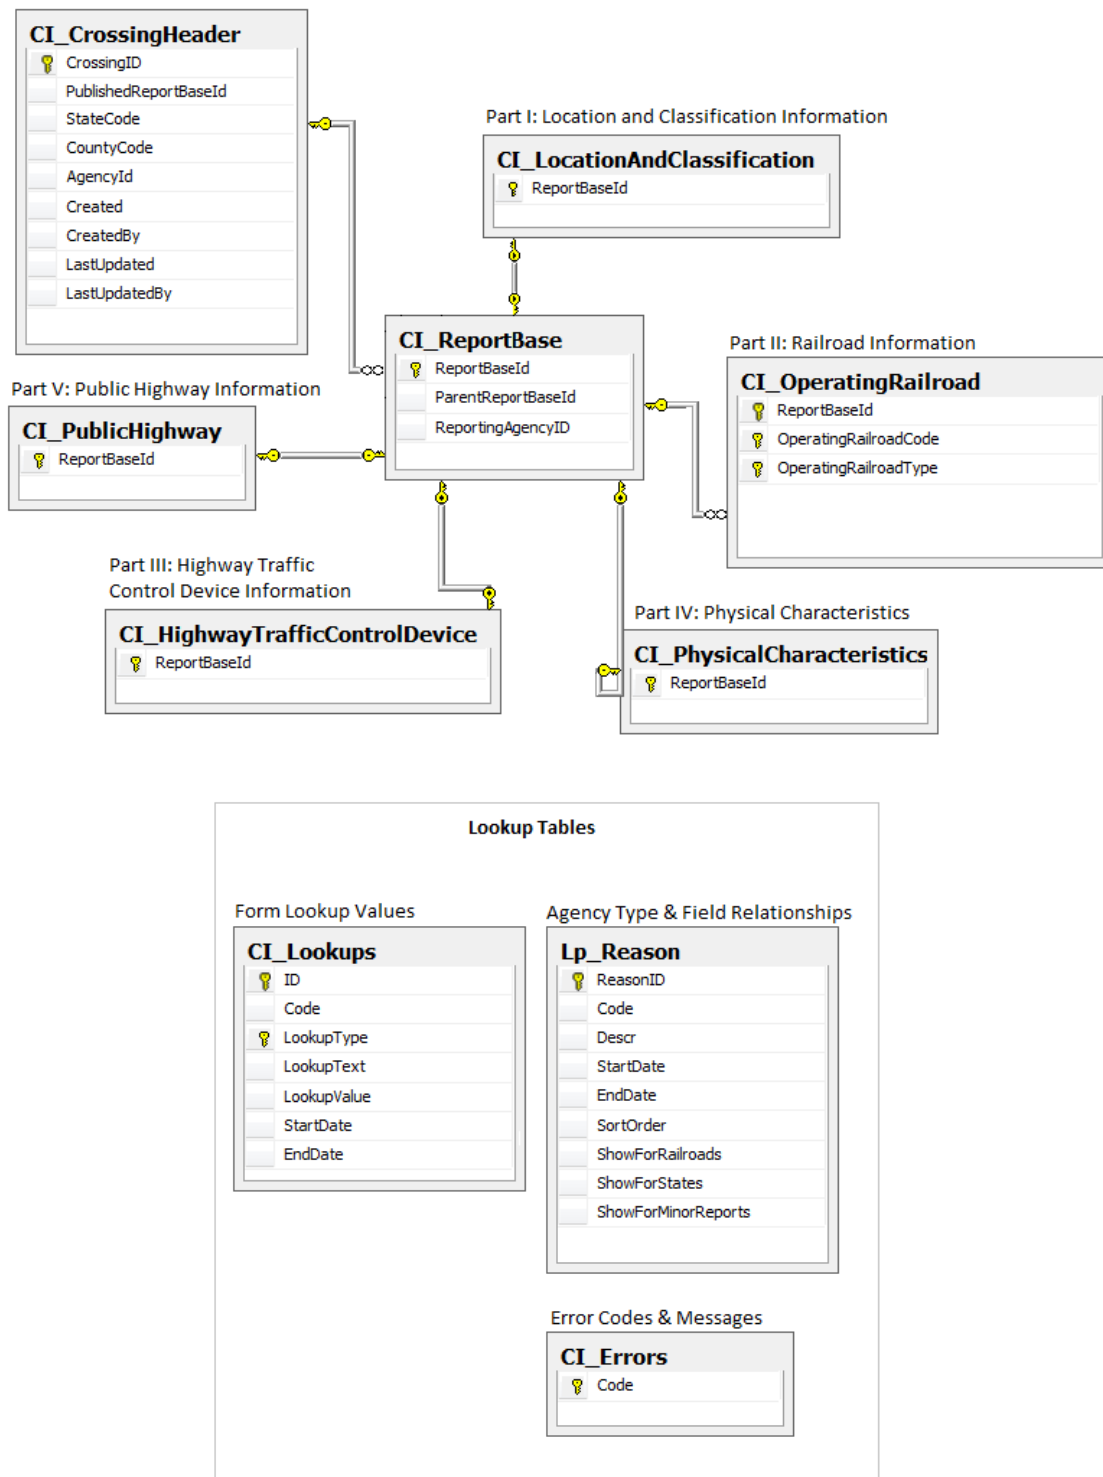 CI_CrossingHeader
CrossingID
PublishedReportBaseId
StateCode
CountyCode
AgencyId
Created
CreatedBy
LastUpdated
LastUpdatedBy
Part I: Location and Classification Information
CI_LocationAndClassification
ReportBaseId
CI_ReportBase
ReportBaseId
ParentReportBaseId
ReportingAgencyID
Part II: Railroad Information
CI_OperatingRailroad
ReportBaseId
OperatingRailroadCode
OperatingRailroadType
Part V: Public Highway Information
CI_PublicHighway
ReportBaseId
Part III: Highway Traffic
Control Device Information
CI_HighwayTrafficControlDevice
ReportBaseId
Part IV: Physical Characteristics
CI_PhysicalCharacteristics
ReportBaseId
Lookup Tables
Form Lookup Values
CI_Lookups
ID
Code
LookupType
LookupText
LookupValue
StartDate
EndDate
Agency Type & Field Relationships
Lp_Reason
ReasonID
Code
Descr
StartDate
EndDate
SortOrder
ShowForRailroads
ShowForStates
ShowForMinorReports
Error Codes & Messages
CI_Errors
Code